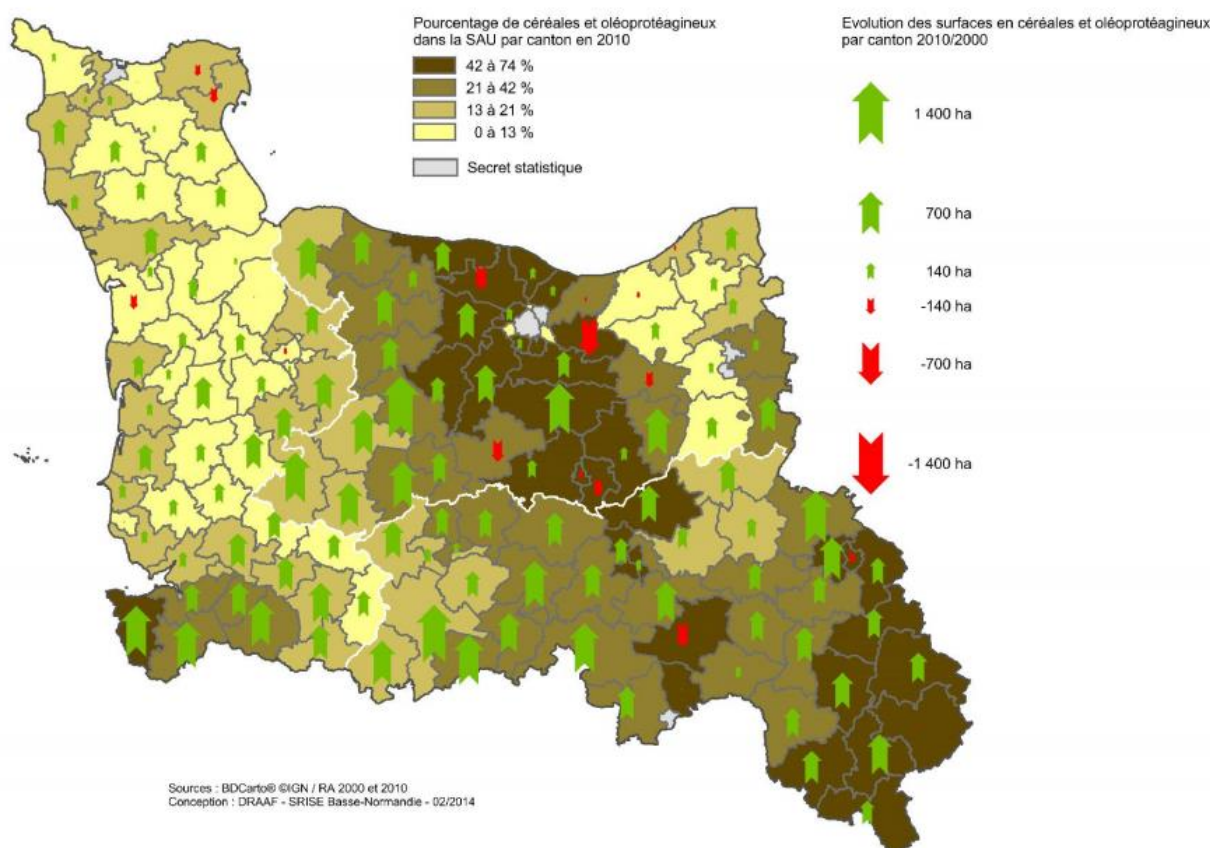 Pourcentage de céréales et oléoprotéagineux
dans la SAU par canton en 2010
42 à 74 %
21 à 42 %
13 à 21 %
0 à 13 %
Secret statistique
Evolution des surfaces en céréales et oléoprotéagineux
par canton 2010/2000
1 400 ha
700 ha
140 ha
-140 ha
-700 ha
-1 400 ha
Sources : BDCarto® ©IGN / RA 2000 et 2010
Conception : DRAAF - SRISE Basse-Normandie - 02/2014